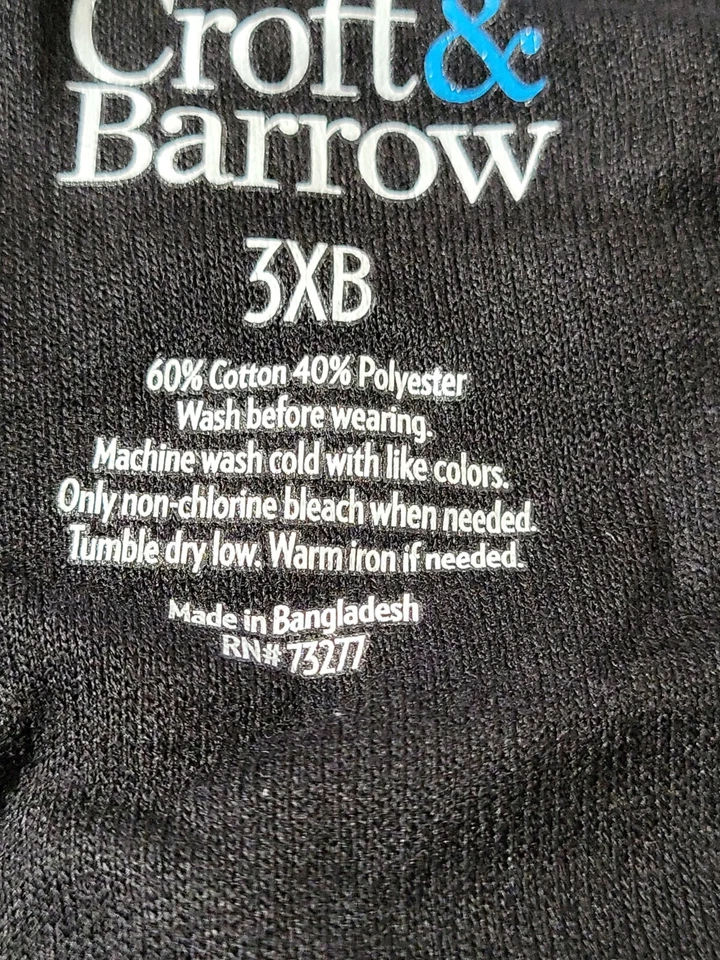 Croft &
Barrow
3XB
60% Cotton 40% Polyester
Wash before wearing.
Machine wash cold with like colors.
Only non-chlorine bleach when needed.
Tumble dry low. Warm iron if needed.
Made in Bangladesh
RN# 73277